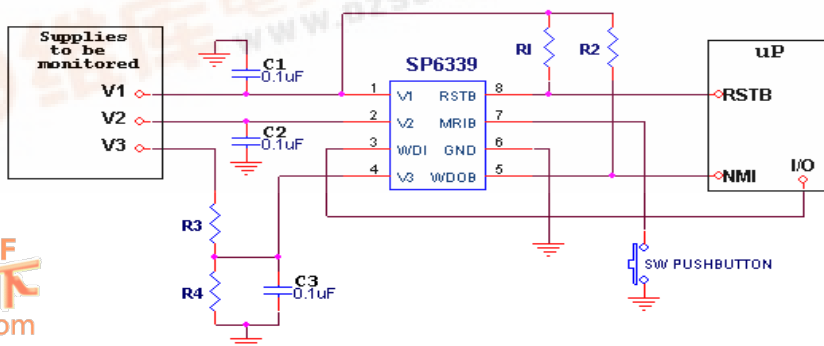 Supplies
to be
monitored
V1
V2
V3
C1
0.1uF
C2
0.1uF
SP6339
1
2
3
4
V1
V2
WDI
V3
RSTB
MRIB
GND
WDOB
8
7
6
5
R1
R2
uP
RSTB
NMI
I/O
R3
R4
C3
0.1uF
SW PUSHBUTTON
F
om